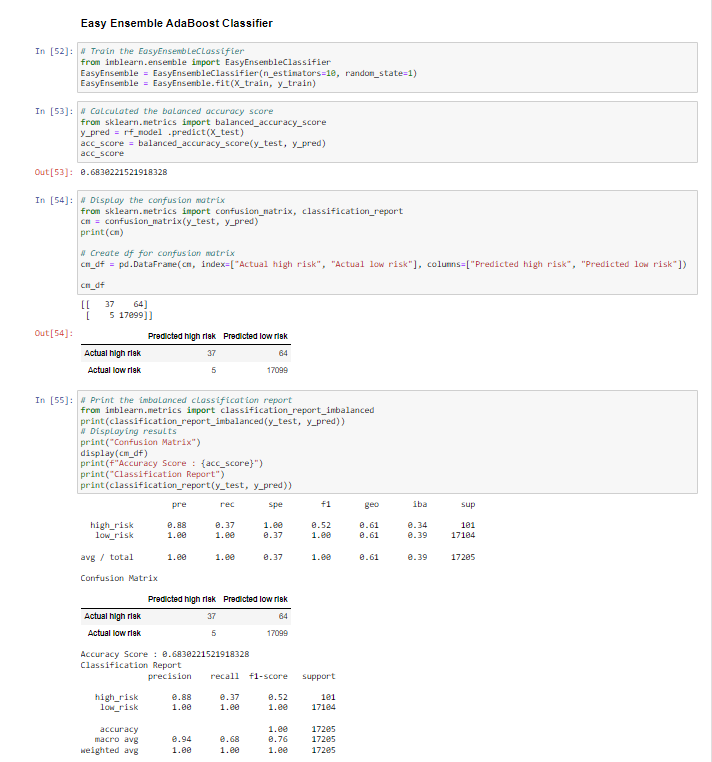 Easy Ensemble AdaBoost Classifier
In [52]: # Train the EasyEnsembleClassifier
from imblearn.ensemble import EasyEnsembleClassifier
EasyEnsemble = EasyEnsembleClassifier(n_estimators=10, random_state=1)
EasyEnsemble = EasyEnsemble.fit(X_train, y_train)
In [53]: # Calculated the balanced accuracy score
from sklearn.metrics import balanced_accuracy_score
y_pred = rf_model .predict(X_test)
acc_score = balanced_accuracy_score(y_test, y_pred)
acc_score
Out[53]: 0.6830221521918328
In [54]: # Display the confusion matrix
from sklearn.metrics import confusion_matrix, classification_report
cm = confusion_matrix(y_test, y_pred)
print(cm)
# Create df for confusion matrix
cm_df = pd.DataFrame(cm, index=["Actual high risk", "Actual low risk"], columns=["Predicted high risk", "Predicted low risk"])
cm_df
[[ 37 64]
[ 5 17099]]
Out[54]:
Predicted high risk Predicted low risk
Actual high risk 37 64
Actual low risk 5 17099
In [55]: # Print the imbalanced classification report
from imblearn.metrics import classification_report_imbalanced
print(classification_report_imbalanced(y_test, y_pred))
# Displaying results
print("Confusion Matrix")
display(cm_df)
print(f"Accuracy Score : {acc_score}")
print("Classification Report")
print(classification_report(y_test, y_pred))
pre rec spe f1 geo iba sup
high_risk 0.88 0.37 1.00 0.52 0.61 0.34 101
low_risk 1.00 1.00 0.37 1.00 0.61 0.39 17104
avg / total 1.00 1.00 0.37 1.00 0.61 0.39 17205
Confusion Matrix
Predicted high risk Predicted low risk
Actual high risk 37 64
Actual low risk 5 17099
Accuracy Score : 0.6830221521918328
Classification Report
precision recall f1-score support
high_risk 0.88 0.37 0.52 101
low_risk 1.00 1.00 1.00 17104
accuracy 1.00 17205
macro avg 0.94 0.68 0.76 17205
weighted avg 1.00 1.00 1.00 17205